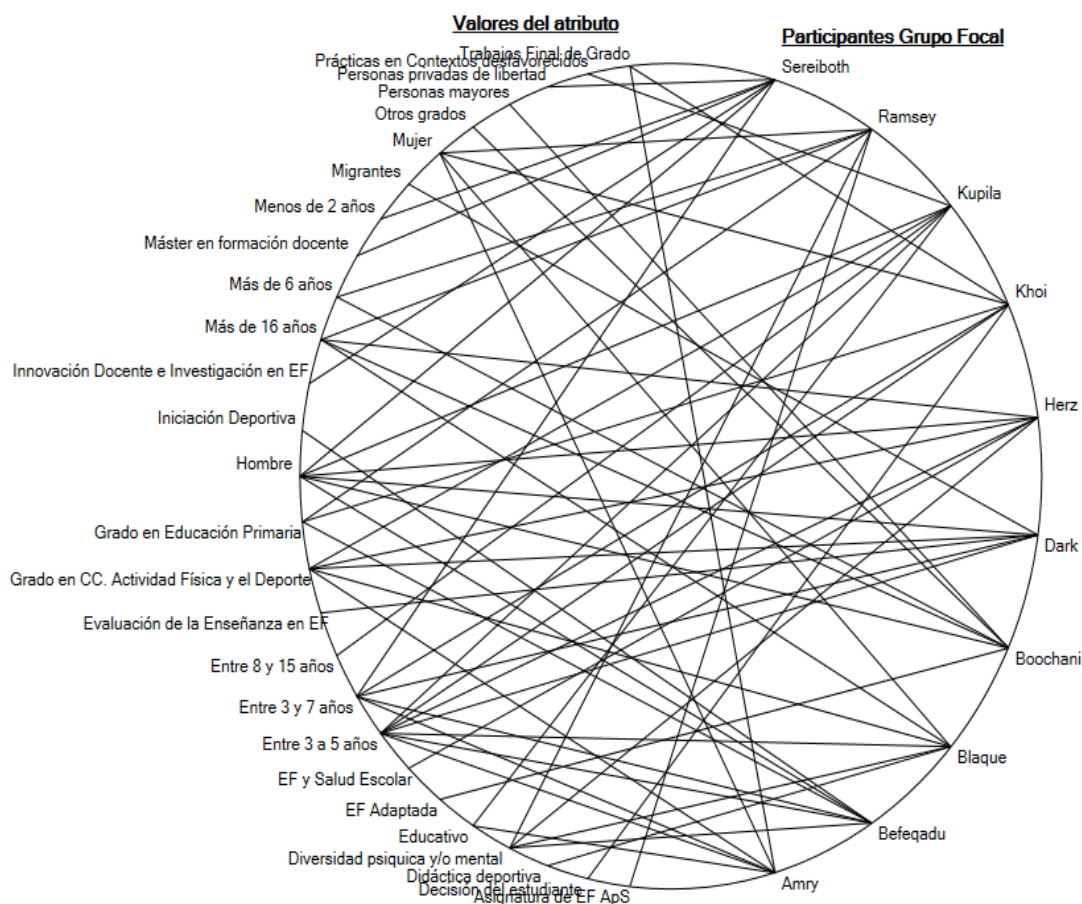 Valores del atributo
Participantes Grupo Focal
Trabajos Final de Grado
Prácticas en Contextos desfavorecidos
Personas privadas de libertad
Personas mayores
Otros grados
Mujer
Migrantes
Menos de 2 años
Máster en formación docente
Más de 6 años
Más de 16 años
Innovación Docente e Investigación en EF
Iniciación Deportiva
Hombre
Grado en Educación Primaria
Grado en CC. Actividad Física y el Deporte
Evaluación de la Enseñanza en EF
Entre 8 y 15 años
Entre 3 y 7 años
Entre 3 a 5 años
EF y Salud Escolar
EF Adaptada
Educativo
Diversidad psiquica y/o mental
Didáctica deportiva
Decisión del estudiante
Asignatura de EF ApS
Sereiboth
Ramsey
Kupila
Khoi
Herz
Dark
Boochani
Blaque
Befeqadu
Amry